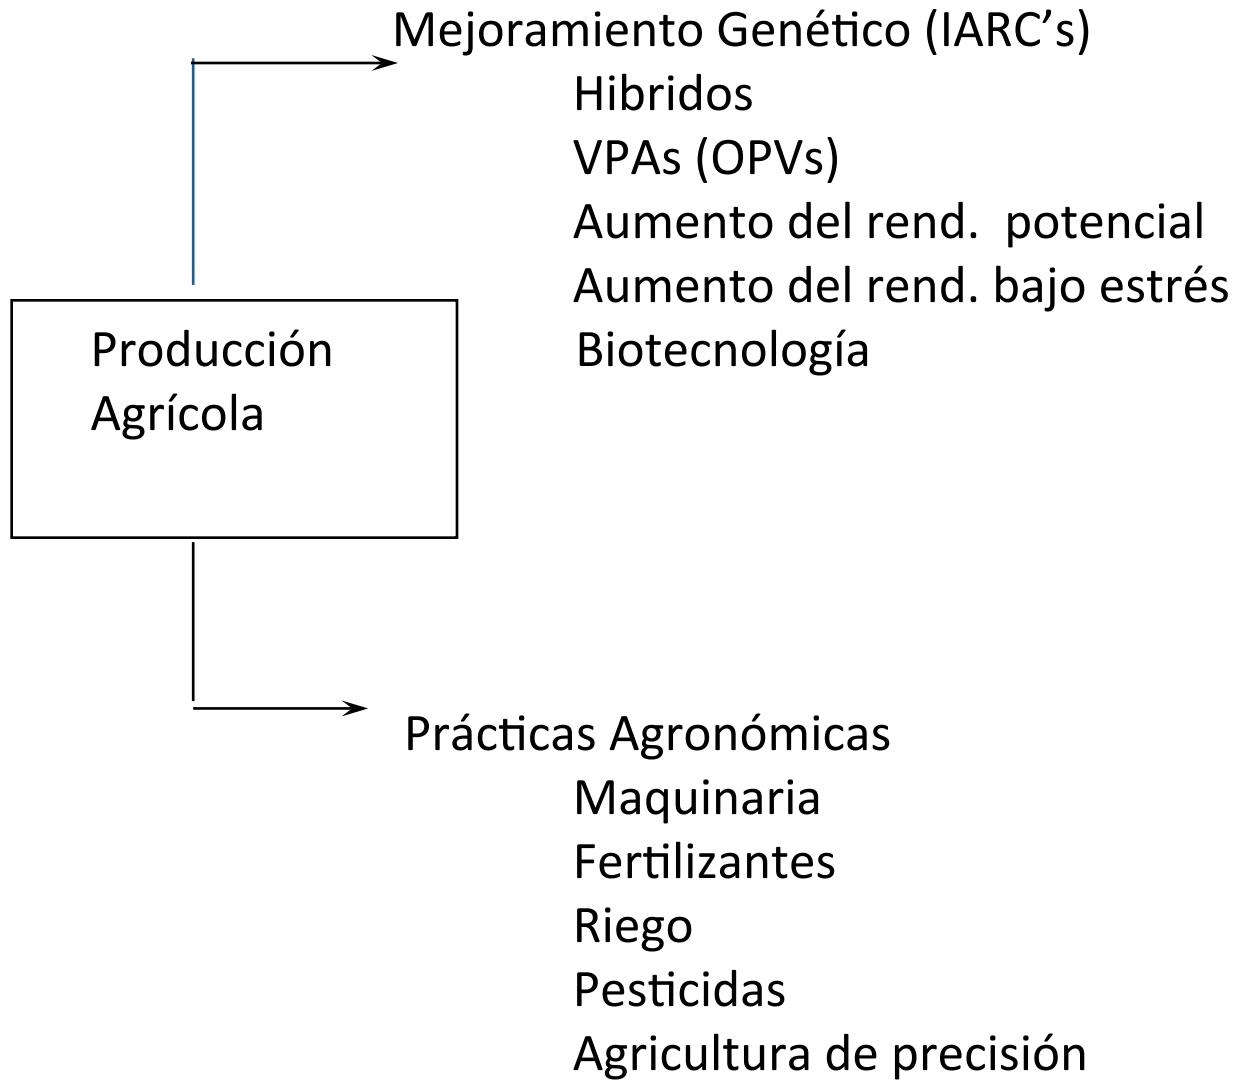 Mejoramiento Genético (IARC’s)
Hibridos
VPAs (OPVs)
Aumento del rend.  potencial
Aumento del rend. bajo estrés
Biotecnología
Producción
Agrícola
Prácticas Agronómicas
Maquinaria
Fertilizantes
Riego
Pesticidas
Agricultura de precisión